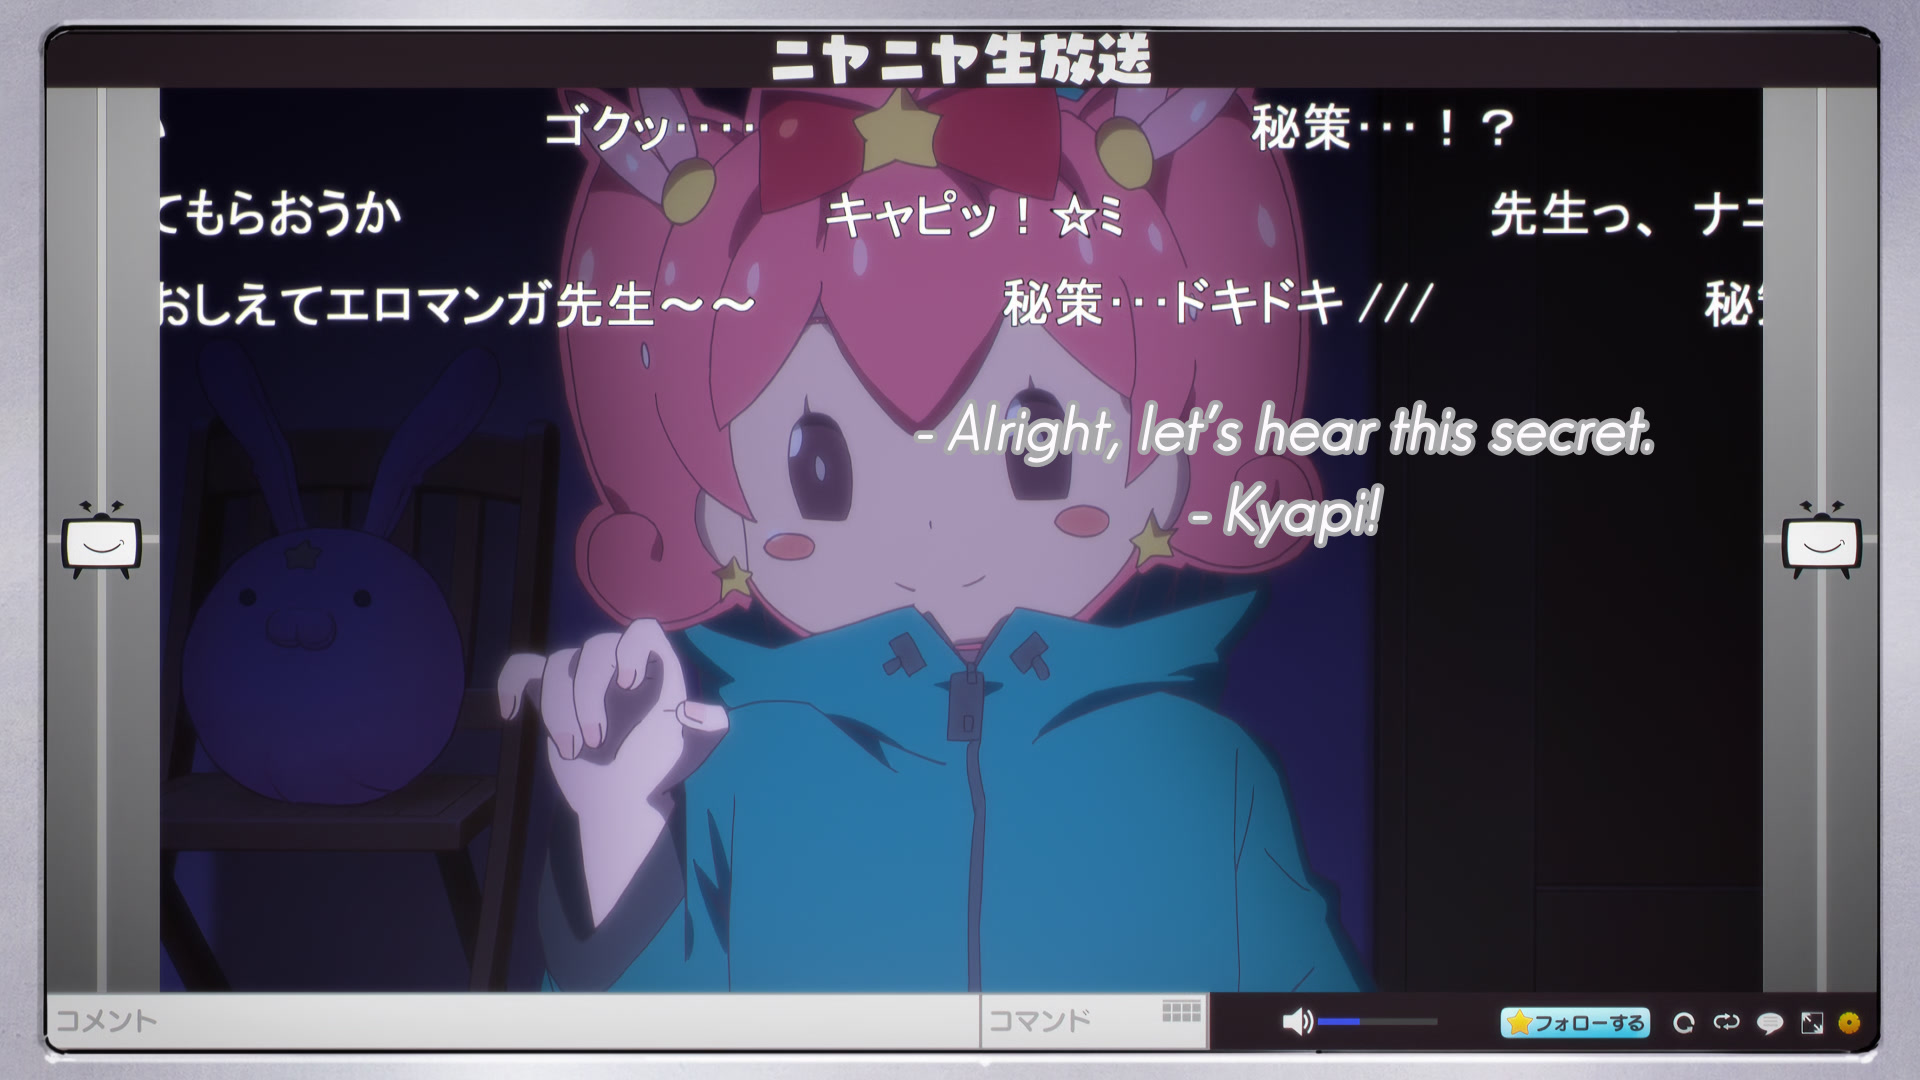 ニヤニヤ生放送
ゴクッ‥‥
秘策…！？
てもらおうか
キャピッ！☆ミ
先生っ、ナニ
おしえてエロマンガ先生～～
秘策…ドキドキ///
秘
- Alright, let's hear this secret.
- Kyapi!
コメント
コマンド
フォローする